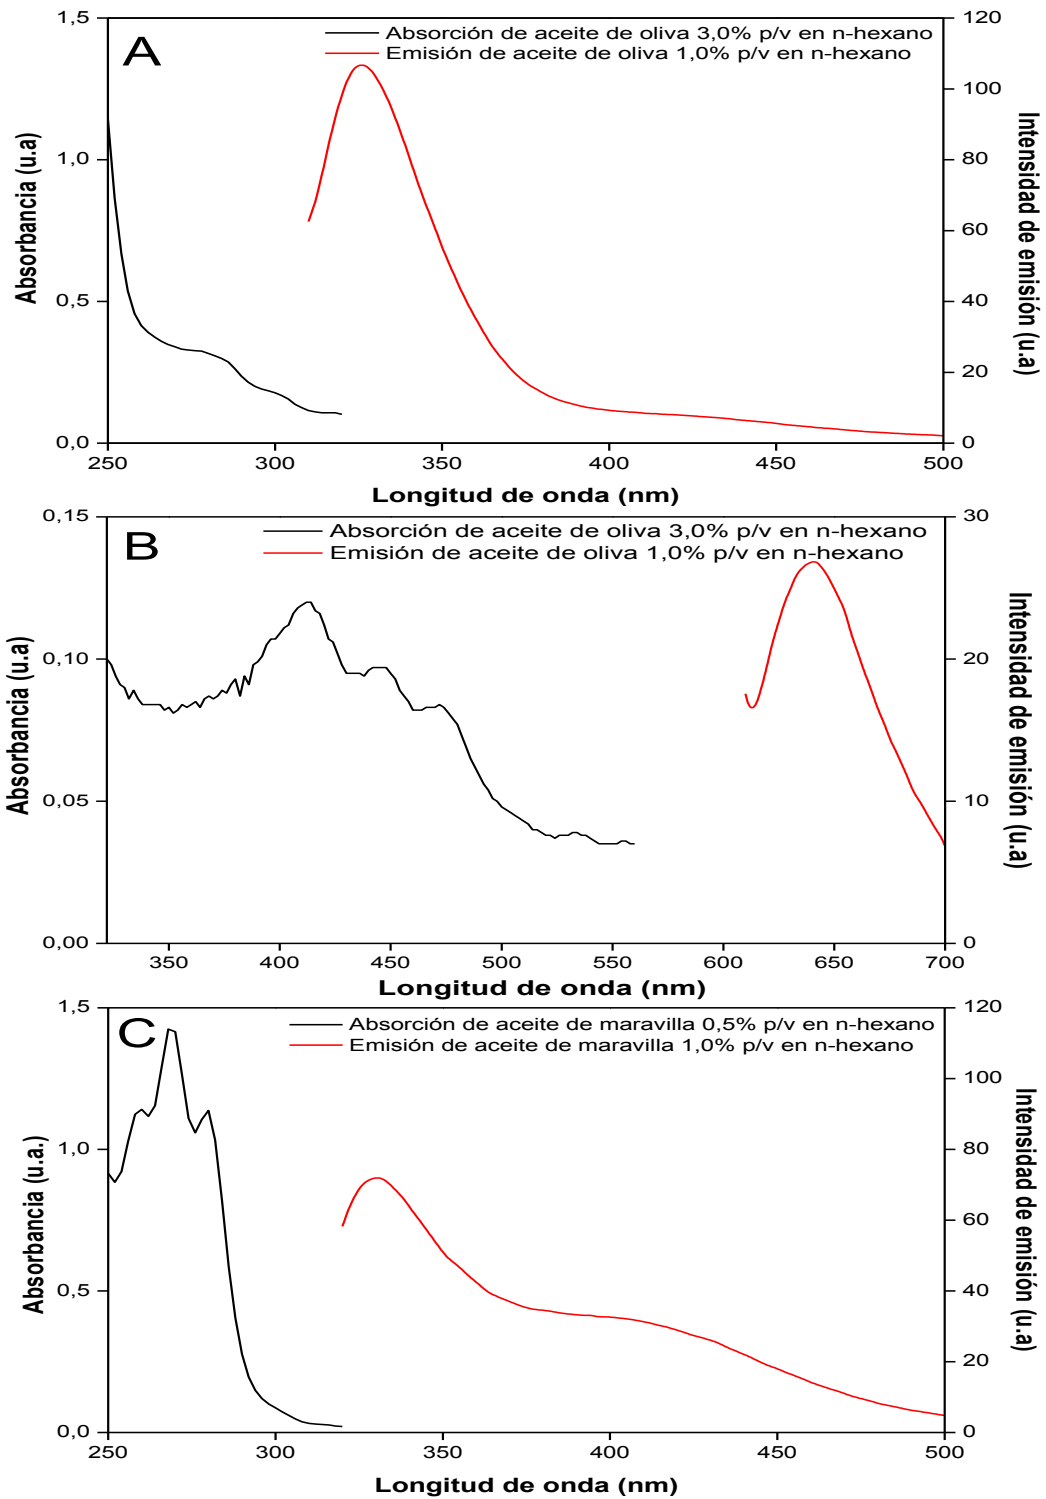 A
Absorción de aceite de oliva 3,0% p/v en n-hexano
Emisión de aceite de oliva 1,0% p/v en n-hexano
1,5
1,0
0,5
0,0
Absorbancia (u.a)
120
100
80
60
40
20
0
Intensidad de emisión (u.a)
250 300 350 400 450 500
Longitud de onda (nm)
B
Absorción de aceite de oliva 3,0% p/v en n-hexano
Emisión de aceite de oliva 1,0% p/v en n-hexano
0,15
0,10
0,05
0,00
Absorbancia (u.a)
30
20
10
0
Intensidad de emisión (u.a)
350 400 450 500 550 600 650 700
Longitud de onda (nm)
C
Absorción de aceite de maravilla 0,5% p/v en n-hexano
Emisión de aceite de maravilla 1,0% p/v en n-hexano
1,5
1,0
0,5
0,0
Absorbancia (u.a.)
120
100
80
60
40
20
0
Intensidad de emisión (u.a)
250 300 350 400 450 500
Longitud de onda (nm)